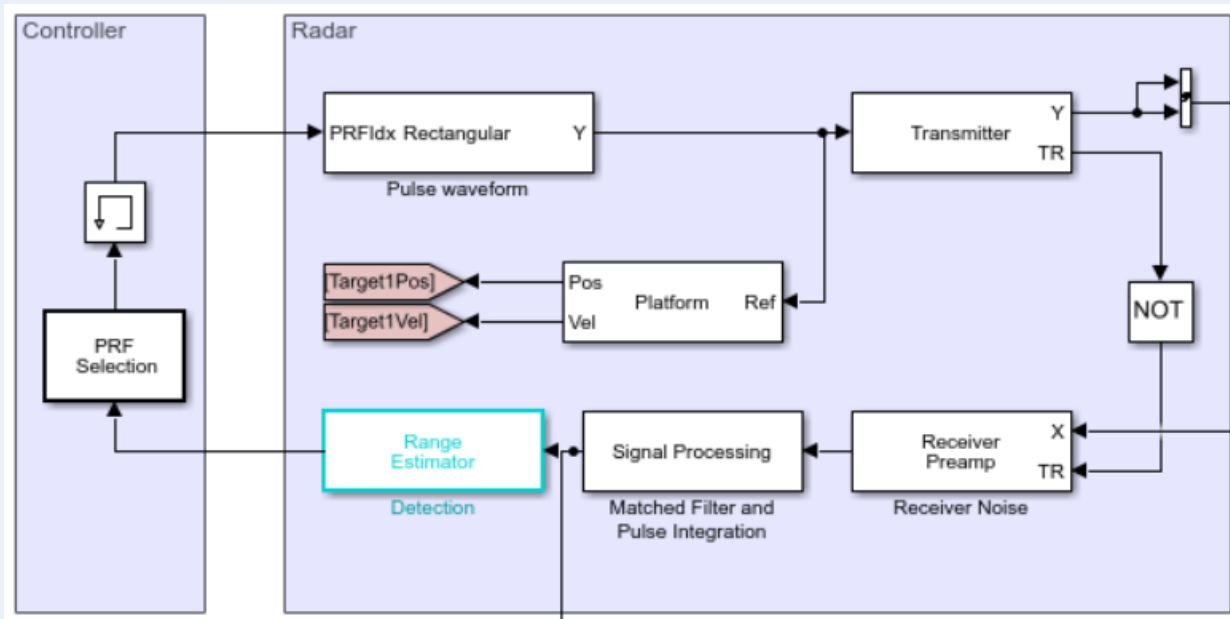 Controller
Radar
PRFIdx Rectangular Y
Pulse waveform
Transmitter
Y
TR
[Target1Pos]
[Target1Vel]
Pos
Vel
Platform
Ref
NOT
PRF
Selection
Range
Estimator
Detection
Signal Processing
Matched Filter and
Pulse Integration
Receiver
Preamp
X
TR
Receiver Noise